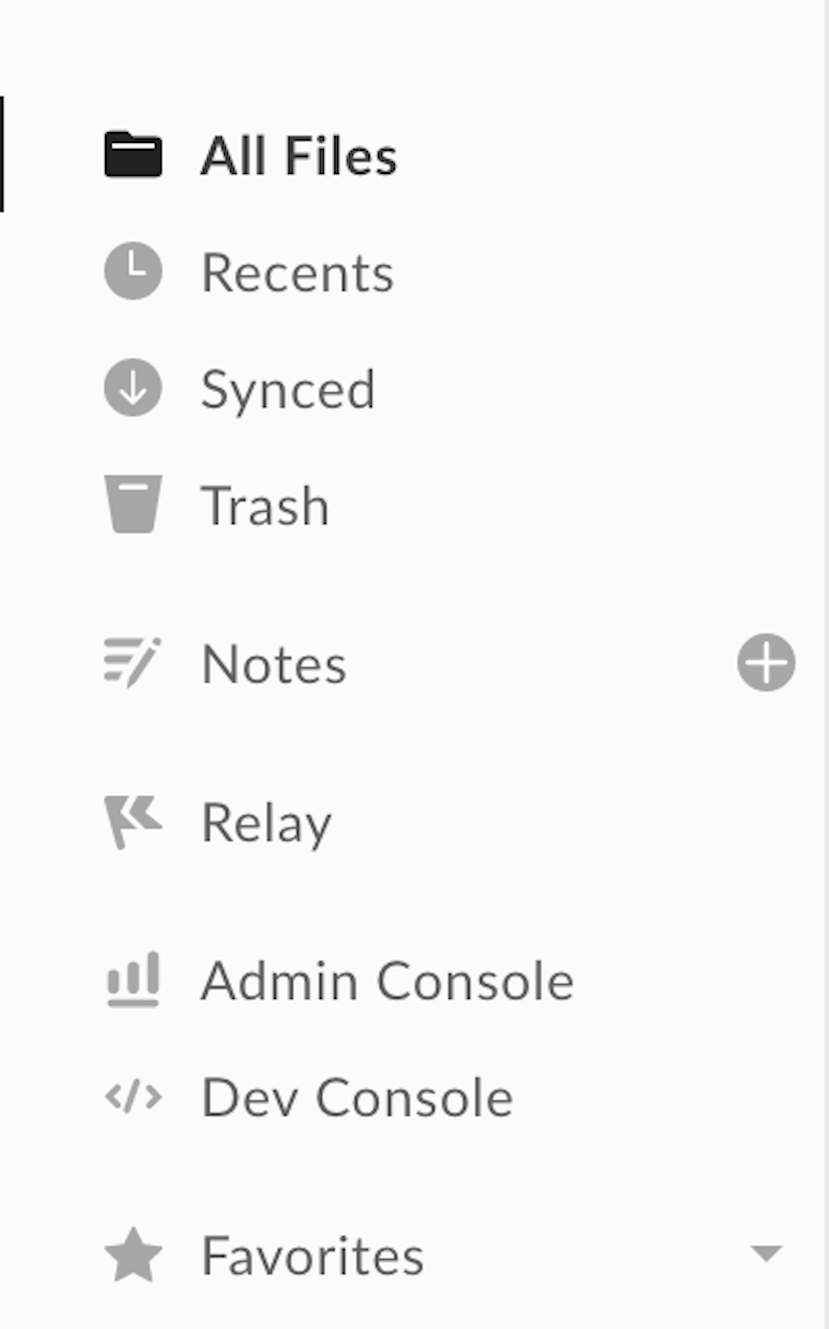 All Files
Recents
Synced
Trash
Notes
Relay
Admin Console
Dev Console
Favorites